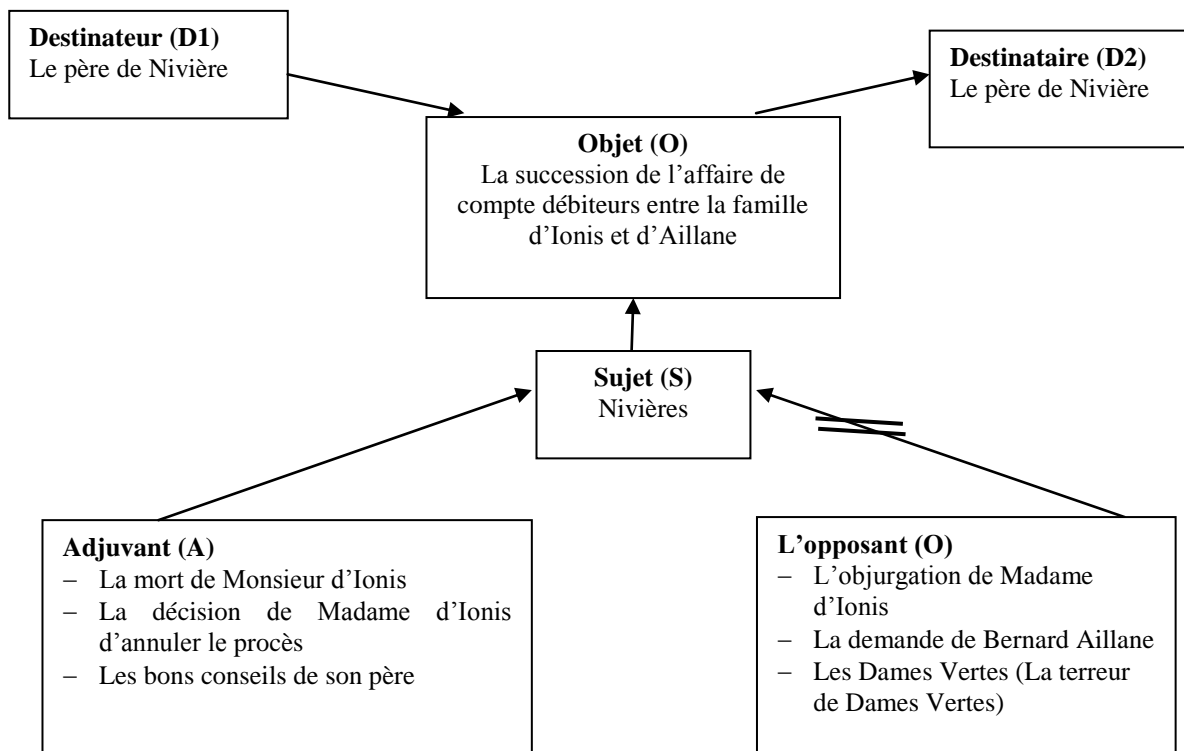 Destinateur (D1)
Le père de Nivière
Destinataire (D2)
Le père de Nivière
Objet (O)
La succession de l’affaire de
compte débiteurs entre la famille
d’Ionis et d’Aillane
Sujet (S)
Nivières
Adjuvant (A)
− La mort de Monsieur d’Ionis
− La décision de Madame d’Ionis
d’annuler le procès
− Les bons conseils de son père
L’opposant (O)
− L’objurgation de Madame
d’Ionis
− La demande de Bernard Aillane
− Les Dames Vertes (La terreur
de Dames Vertes)